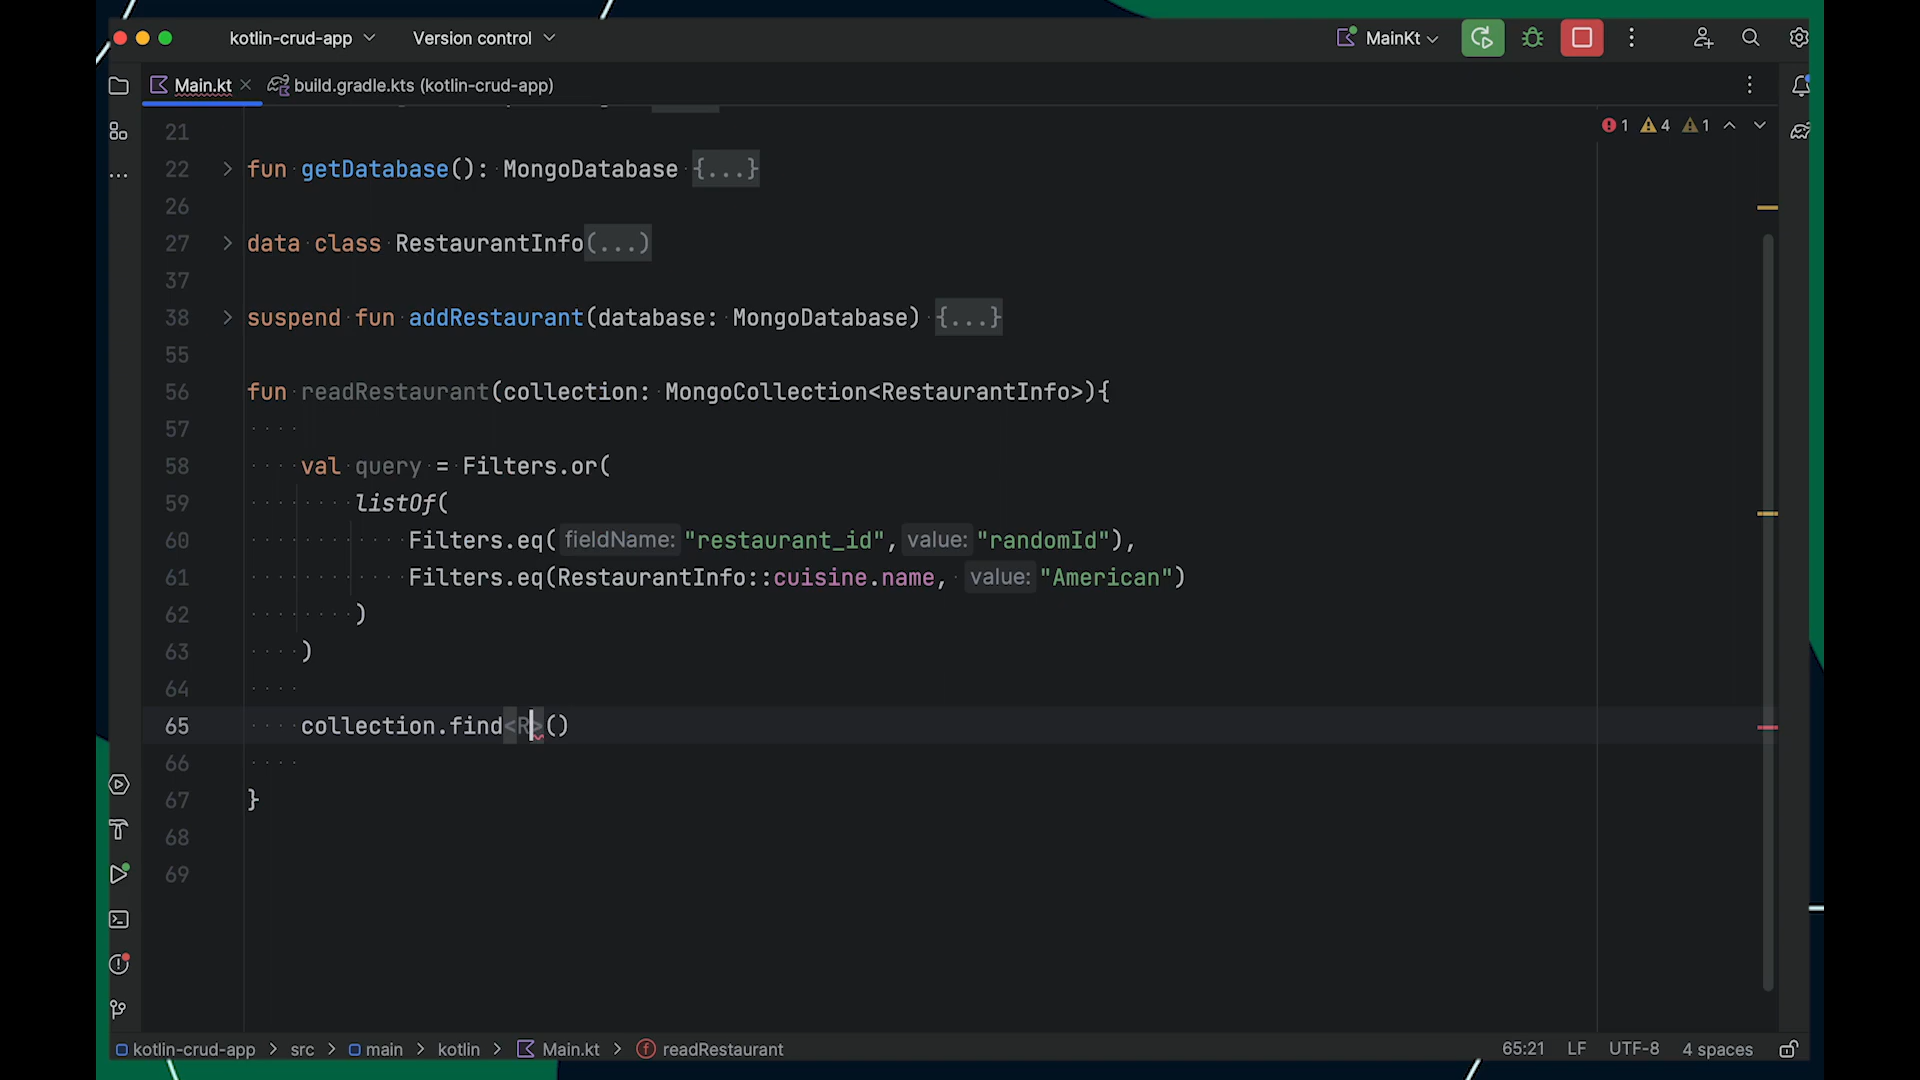 kotlin-crud-app Version control MainKt
Main.kt build.gradle.kts (kotlin-crud-app)
21 1 4 1
22 fun getDatabase(): MongoDatabase {...}
26
27 data class RestaurantInfo(...)
37
38 suspend fun addRestaurant(database: MongoDatabase) {...}
55
56 fun readRestaurant(collection: MongoCollection<RestaurantInfo>){
57
58 val query = Filters.or(
59 listOf(
60 Filters.eq( fieldName: "restaurant_id", value: "randomId"),
61 Filters.eq(RestaurantInfo::cuisine.name, value: "American")
62 )
63 )
64
65 collection.find<R>()
66
67 }
68
69
kotlin-crud-app > src > main > kotlin > Main.kt > readRestaurant 65:21 LF UTF-8 4 spaces